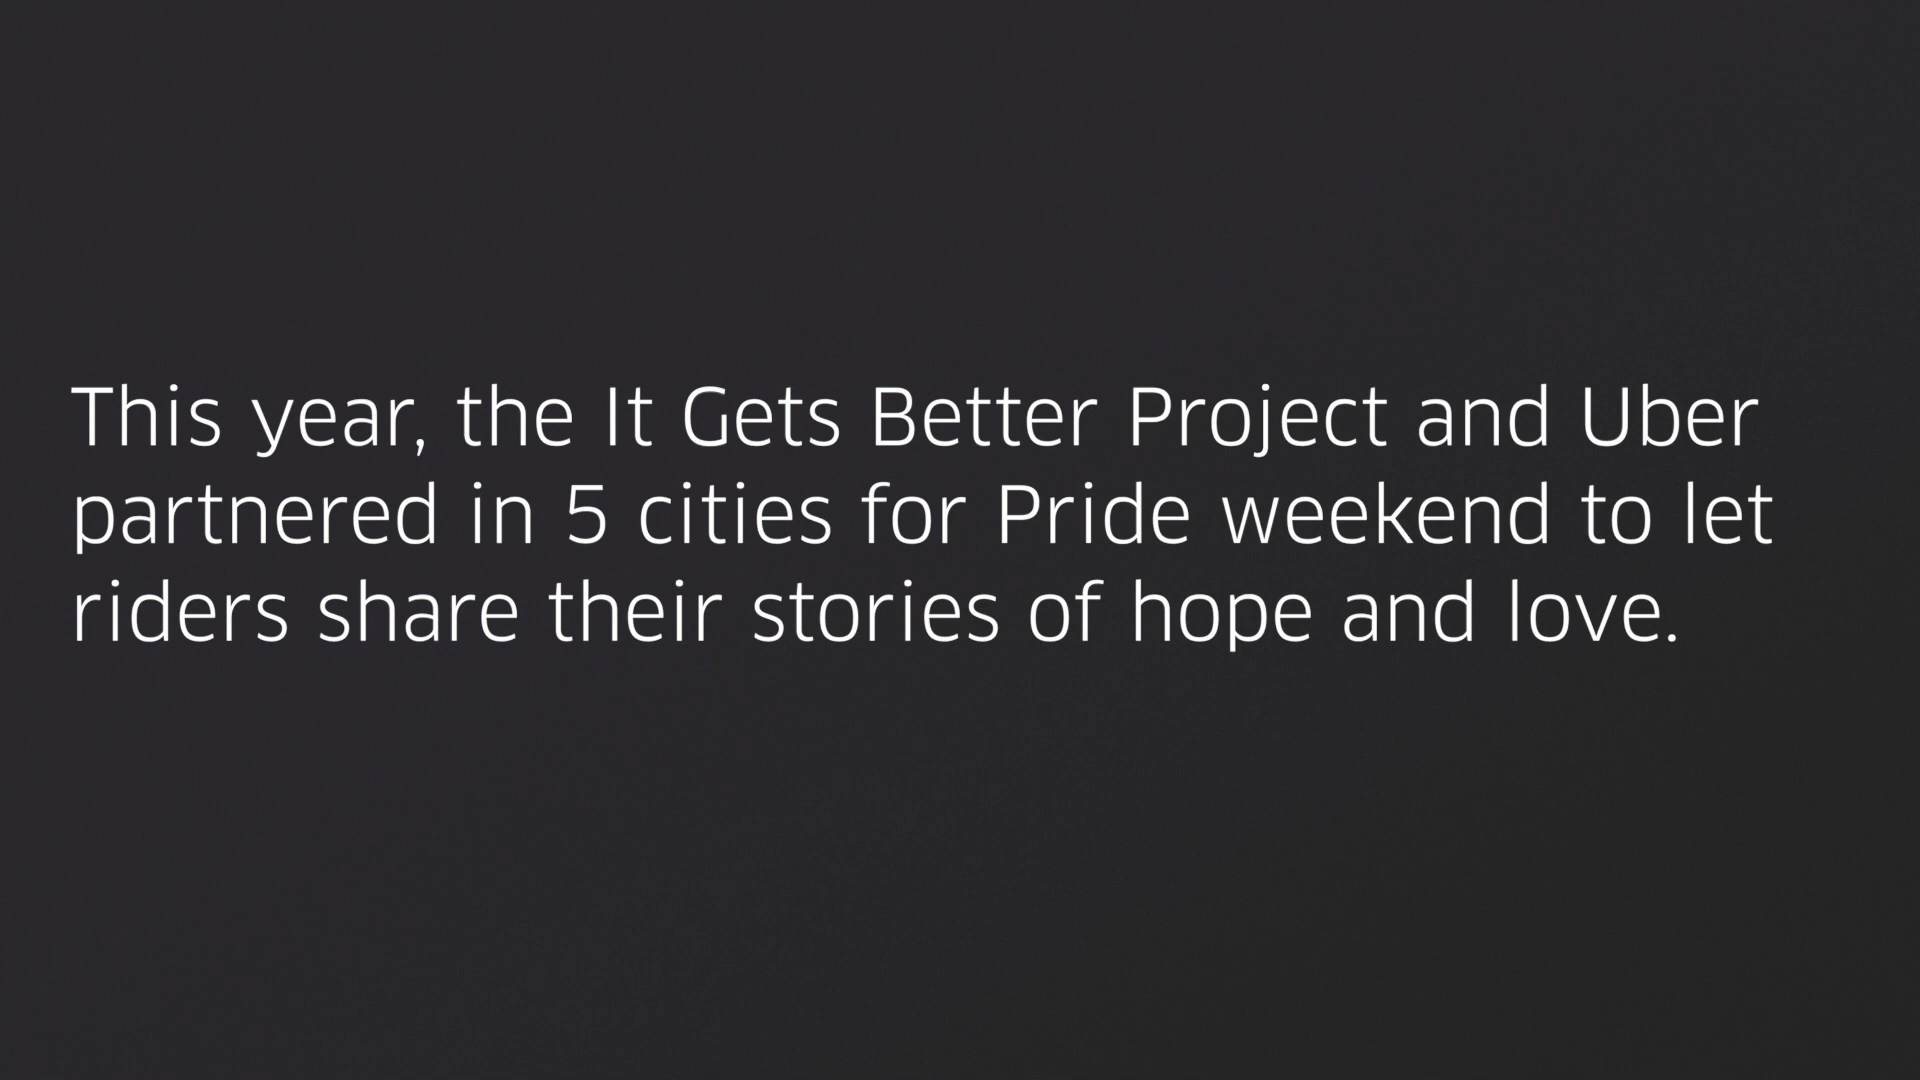 This year, the It Gets Better Project and Uber
partnered in 5 cities for Pride weekend to let
riders share their stories of hope and love.